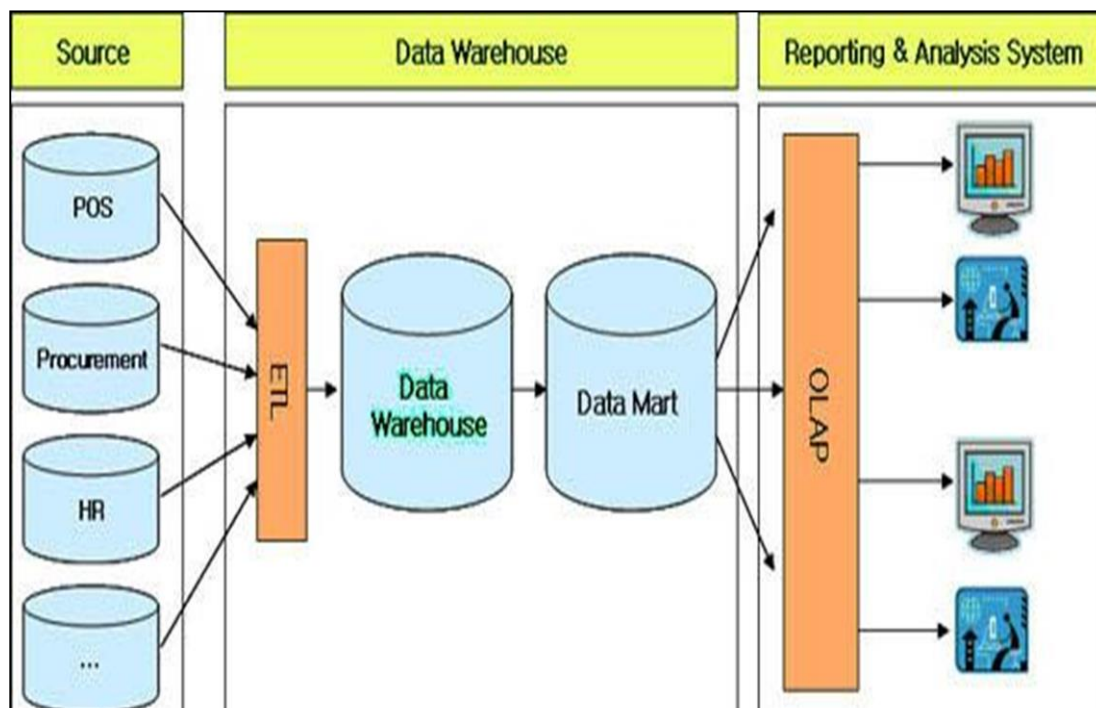 Source
Data Warehouse
Reporting & Analysis System
POS
Procurement
HR
...
ETL
Data
Warehouse
Data Mart
OLAP